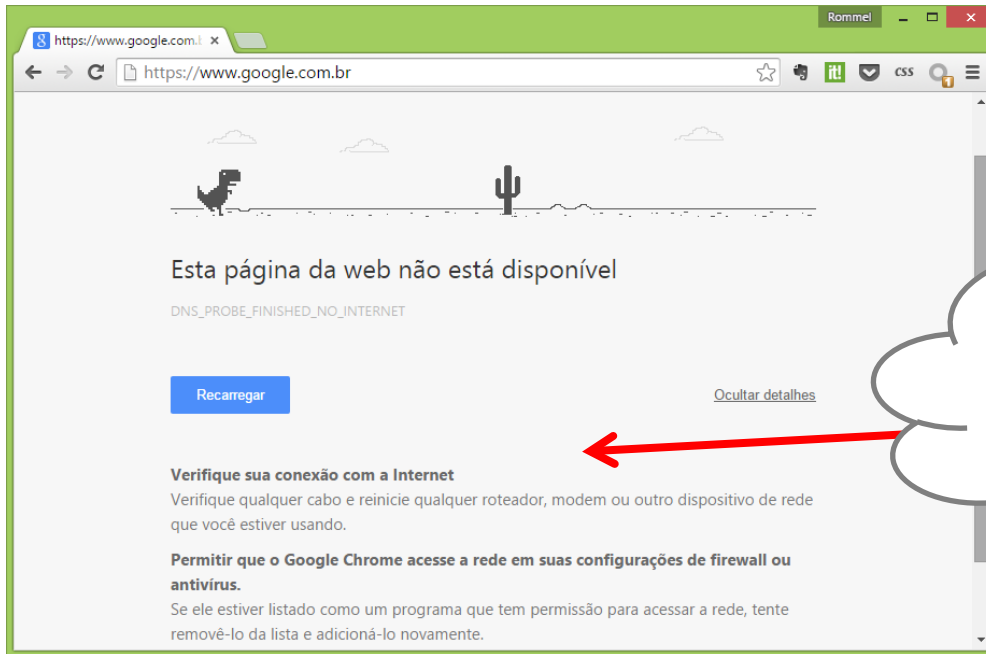 Rommel
https://www.google.com.b
https://www.google.com.br
it!
css
1
Esta página da web não está disponível
DNS_PROBE_FINISHED_NO_INTERNET
Recarregar
Ocultar detalhes
Verifique sua conexão com a Internet
Verifique qualquer cabo e reinicie qualquer roteador, modem ou outro dispositivo de rede
que você estiver usando.
Permitir que o Google Chrome acesse a rede em suas configurações de firewall ou
antivírus.
Se ele estiver listado como um programa que tem permissão para acessar a rede, tente
removê-lo da lista e adicioná-lo novamente.